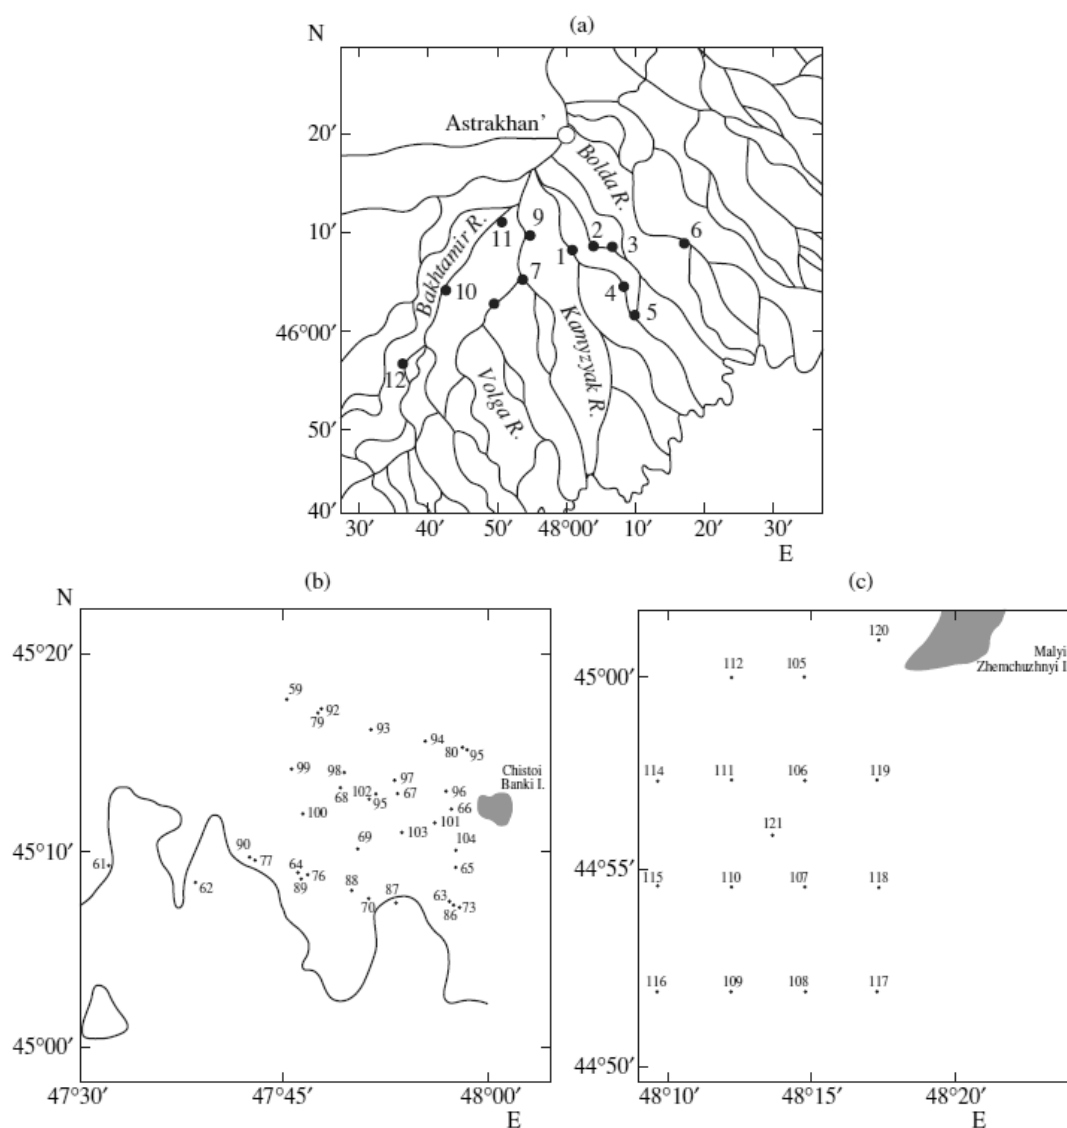 (a)
N
Astrakhan’
20′
Bolda R.
10′
Bakhtamir R.
11
9
2
3
6
1
10
7
4
5
46°00′
Kamyzyak R.
12
Volga R.
50′
40′
30′ 40′ 50′ 48°00′ 10′ 20′ 30′
E
(b)
N
45°20′
59
92
79
93
94
80
95
99
98
97
96
Chistoi
Banki I.
68
102
95
67
66
100
101
103
69
104
45°10′
90
77
61
64
76
65
62
89
88
87
63
70
86
73
45°00′
47°30′ 47°45′ 48°00′
E
(c)
120
Malyi
Zhemchuzhnyi I.
112 105
45°00′
114 111 106 119
121
44°55′
115 110 107 118
116 109 108 117
44°50′
48°10′ 48°15′ 48°20′
E